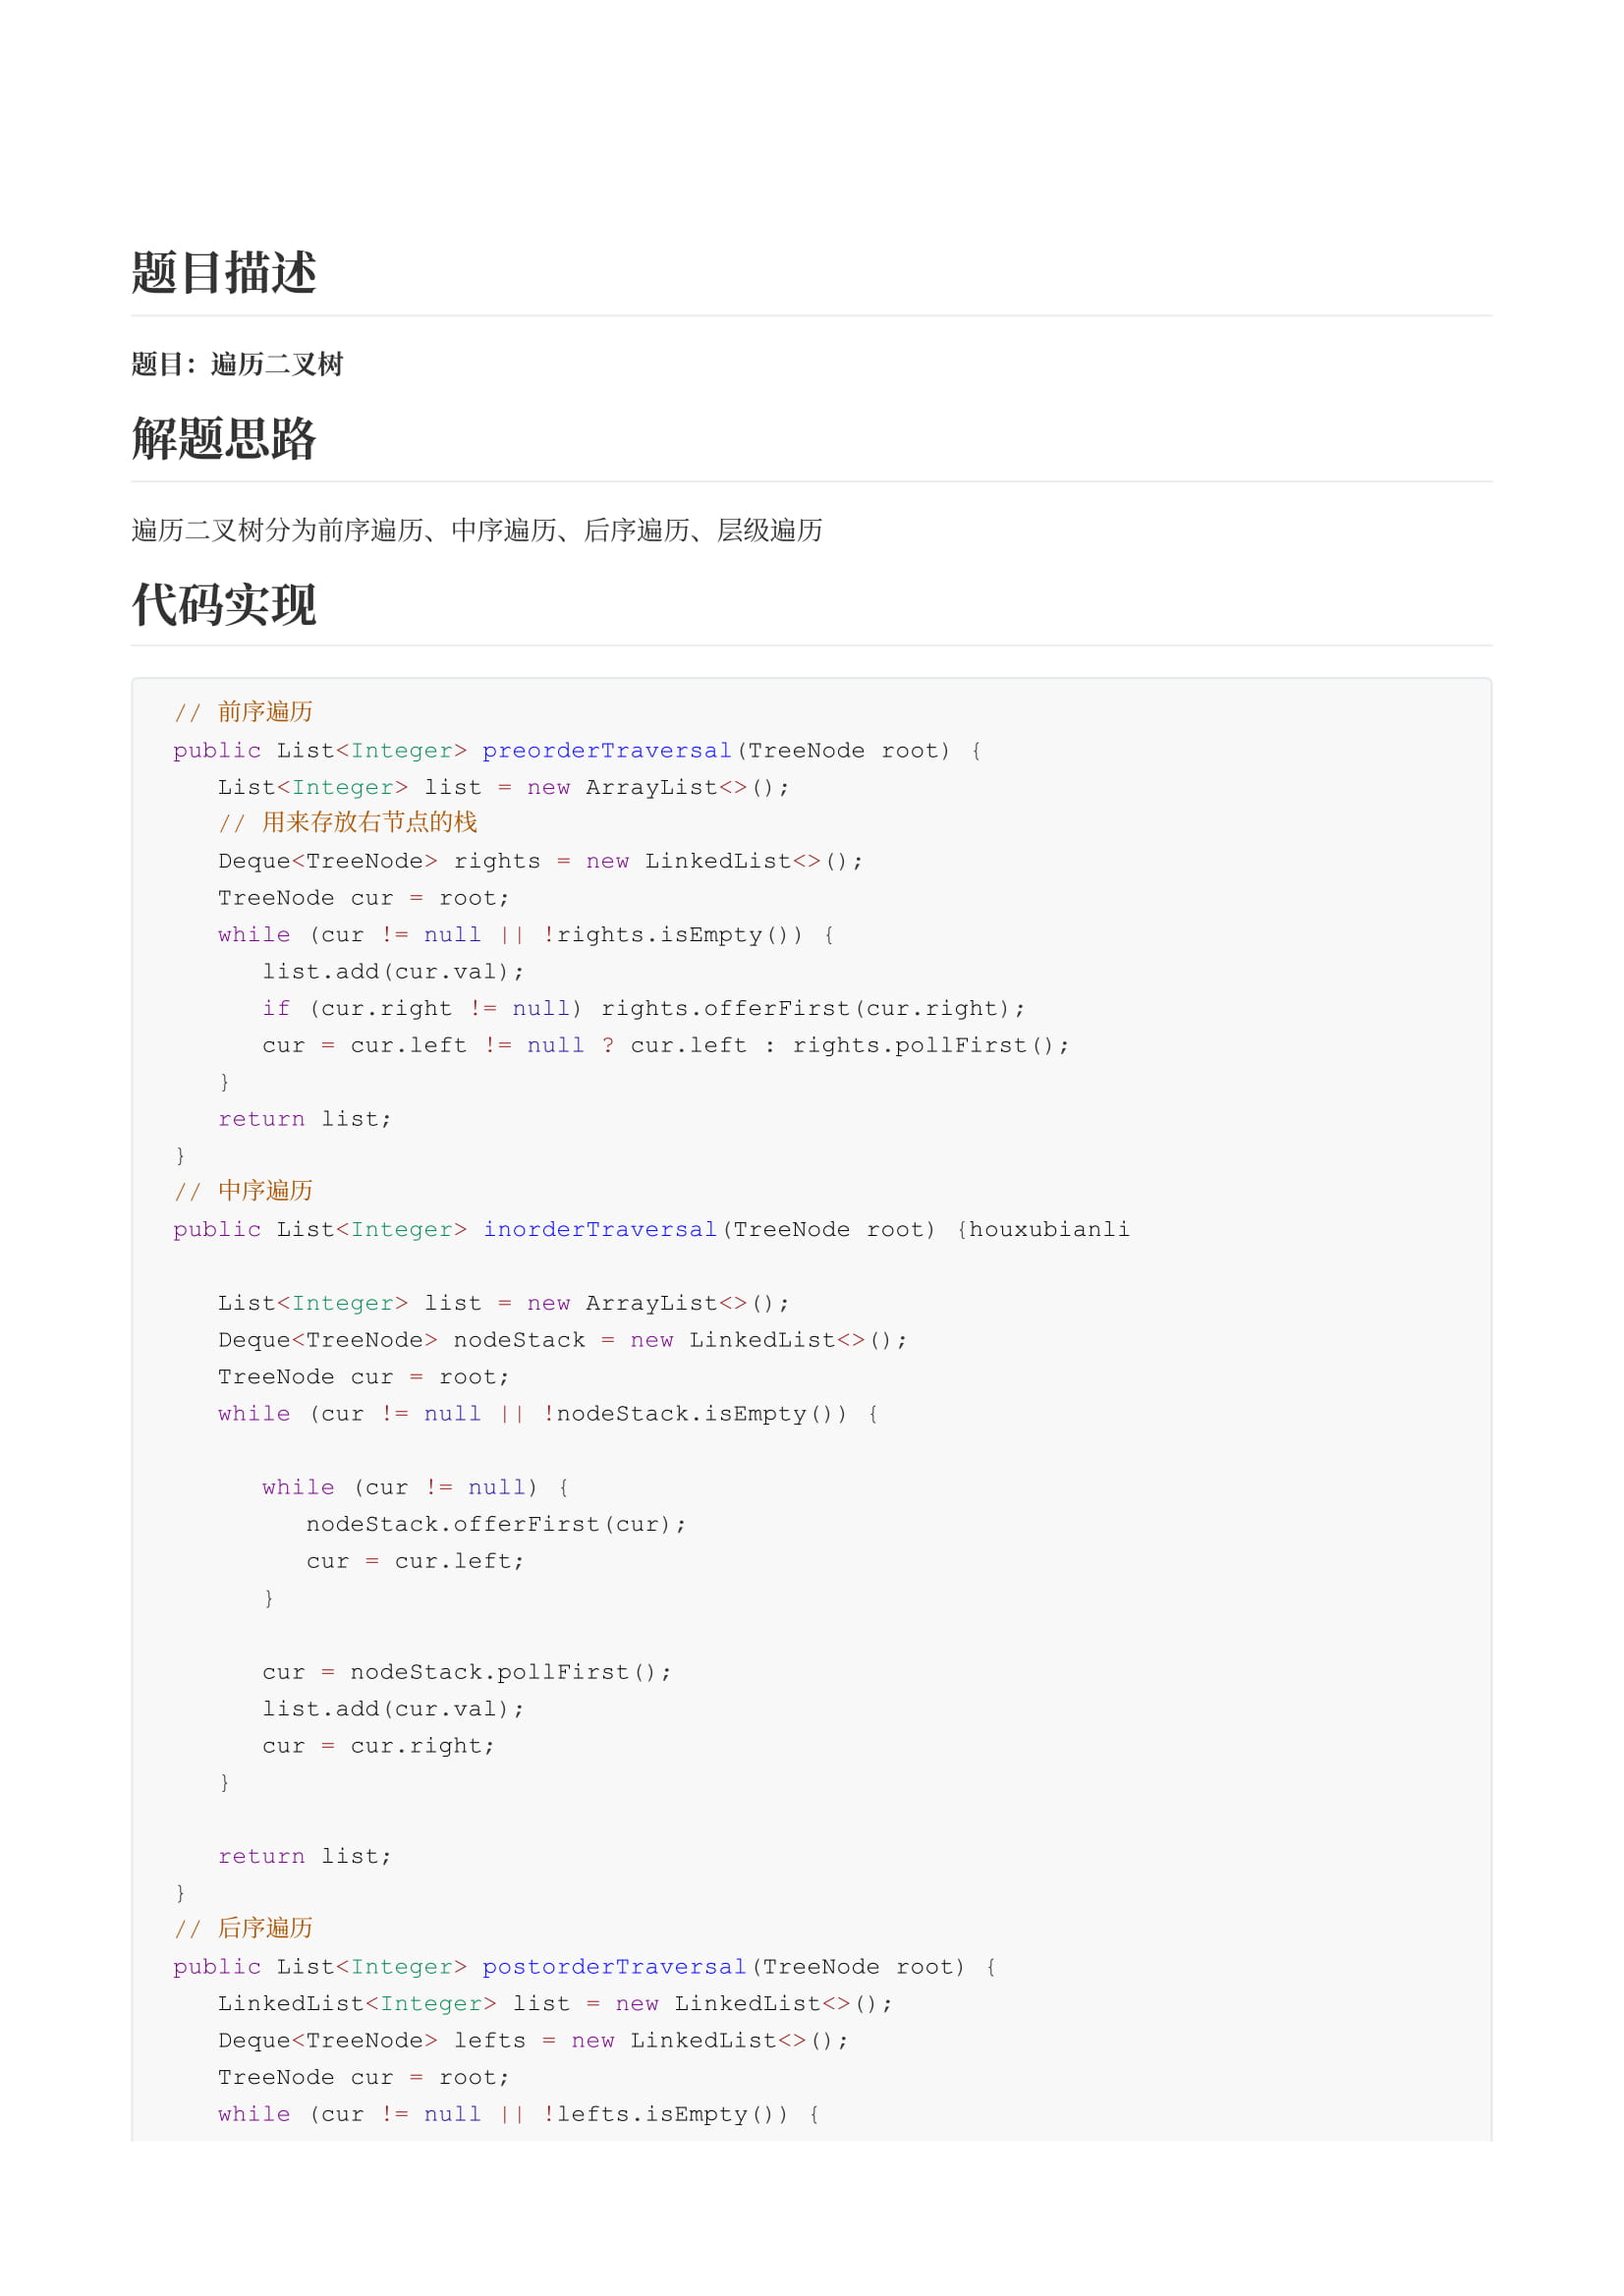 题目描述
题目：遍历二叉树
解题思路
遍历二叉树分为前序遍历、中序遍历、后序遍历、层级遍历
代码实现
// 前序遍历
public List<Integer> preorderTraversal(TreeNode root) {
   List<Integer> list = new ArrayList<>();
   // 用来存放右节点的栈
   Deque<TreeNode> rights = new LinkedList<>();
   TreeNode cur = root;
   while (cur != null || !rights.isEmpty()) {
      list.add(cur.val);
      if (cur.right != null) rights.offerFirst(cur.right);
      cur = cur.left != null ? cur.left : rights.pollFirst();
   }
   return list;
}
// 中序遍历
public List<Integer> inorderTraversal(TreeNode root) {houxubianli
   List<Integer> list = new ArrayList<>();
   Deque<TreeNode> nodeStack = new LinkedList<>();
   TreeNode cur = root;
   while (cur != null || !nodeStack.isEmpty()) {
      while (cur != null) {
         nodeStack.offerFirst(cur);
         cur = cur.left;
      }
      cur = nodeStack.pollFirst();
      list.add(cur.val);
      cur = cur.right;
   }
   return list;
}
// 后序遍历
public List<Integer> postorderTraversal(TreeNode root) {
   LinkedList<Integer> list = new LinkedList<>();
   Deque<TreeNode> lefts = new LinkedList<>();
   TreeNode cur = root;
   while (cur != null || !lefts.isEmpty()) {